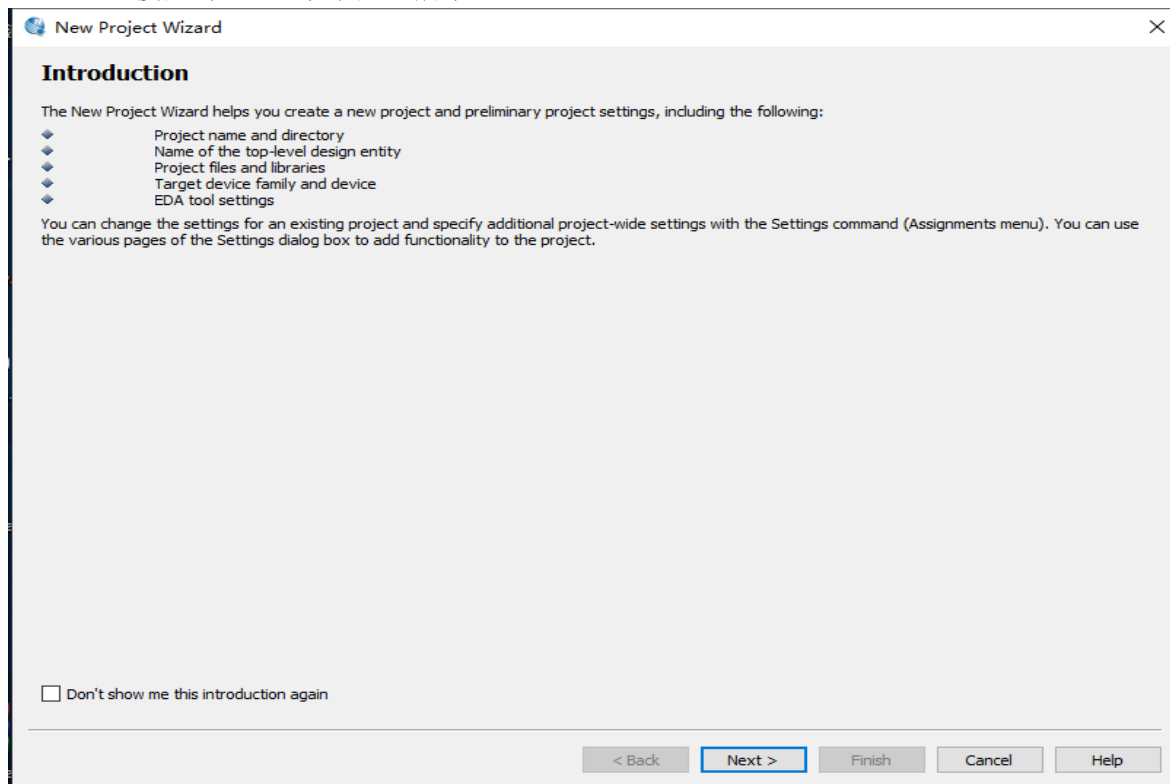 New Project Wizard
Introduction
The New Project Wizard helps you create a new project and preliminary project settings, including the following:
Project name and directory
Name of the top-level design entity
Project files and libraries
Target device family and device
EDA tool settings
You can change the settings for an existing project and specify additional project-wide settings with the Settings command (Assignments menu). You can use
the various pages of the Settings dialog box to add functionality to the project.
Don't show me this introduction again
< Back Next > Finish Cancel Help